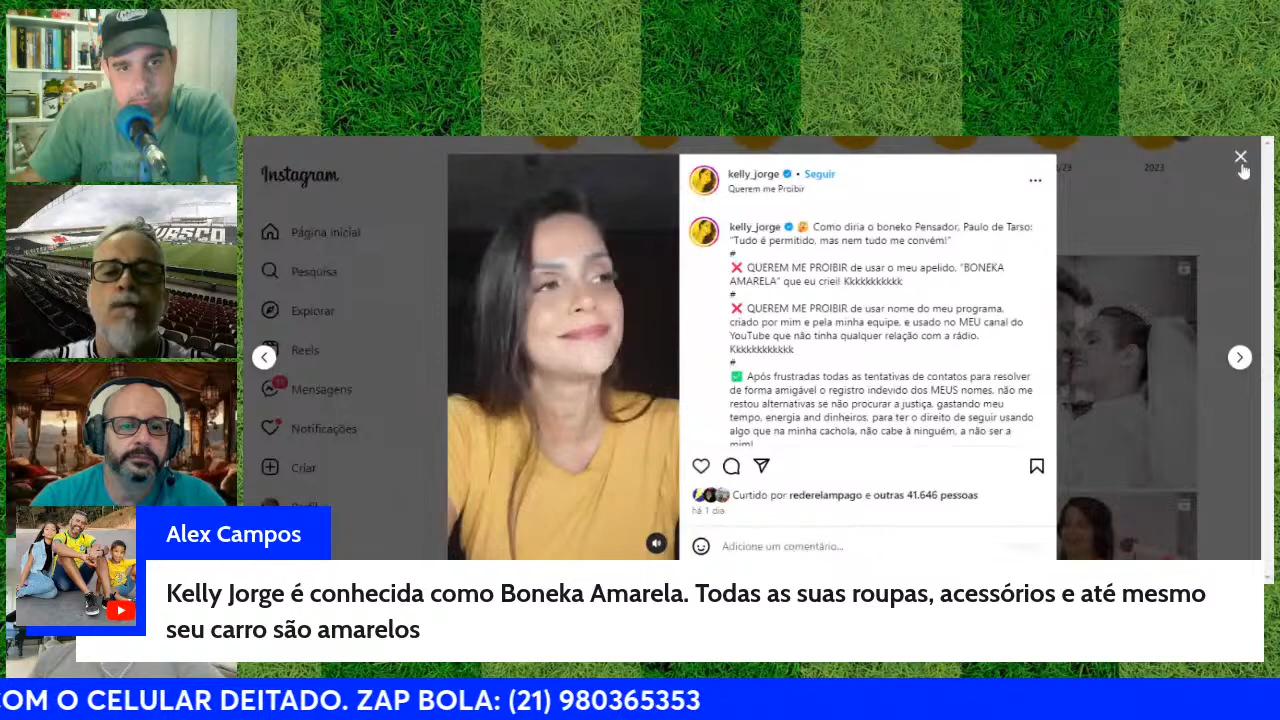 VASCO
Instagram
Página inicial
Pesquisa
Explorar
Reels
Mensagens
Notificações
Criar
kelly_jorge • Seguir
Querem me Proibir
kelly_jorge Como diria o boneko Pensador, Paulo de Tarso:
"Tudo é permitido, mas nem tudo me convém!"
#
❌ QUEREM ME PROIBIR de usar o meu apelido, "BONEKA
AMARELA" que eu criei! Kkkkkkkkkkk
#
❌ QUEREM ME PROIBIR de usar nome do meu programa,
criado por mim e pela minha equipe, e usado no MEU canal do
YouTube que não tinha qualquer relação com a rádio.
Kkkkkkkkkkkk
#
✅ Após frustradas todas as tentativas de contatos para resolver
de forma amigável o registro indevido dos MEUS nomes, não me
restou alternativas se não procurar a justiça, gastando meu
tempo, energia and dinheiros, para ter o direito de seguir usando
algo que na minha cachola, não cabe à ninguém, a não ser a
mim!
Curtido por rederelampago e outras 41.646 pessoas
há 1 dia
Adicione um comentário...
/23
2023
Alex Campos
Kelly Jorge é conhecida como Boneka Amarela. Todas as suas roupas, acessórios e até mesmo
seu carro são amarelos
COM O CELULAR DEITADO. ZAP BOLA: (21) 980365353